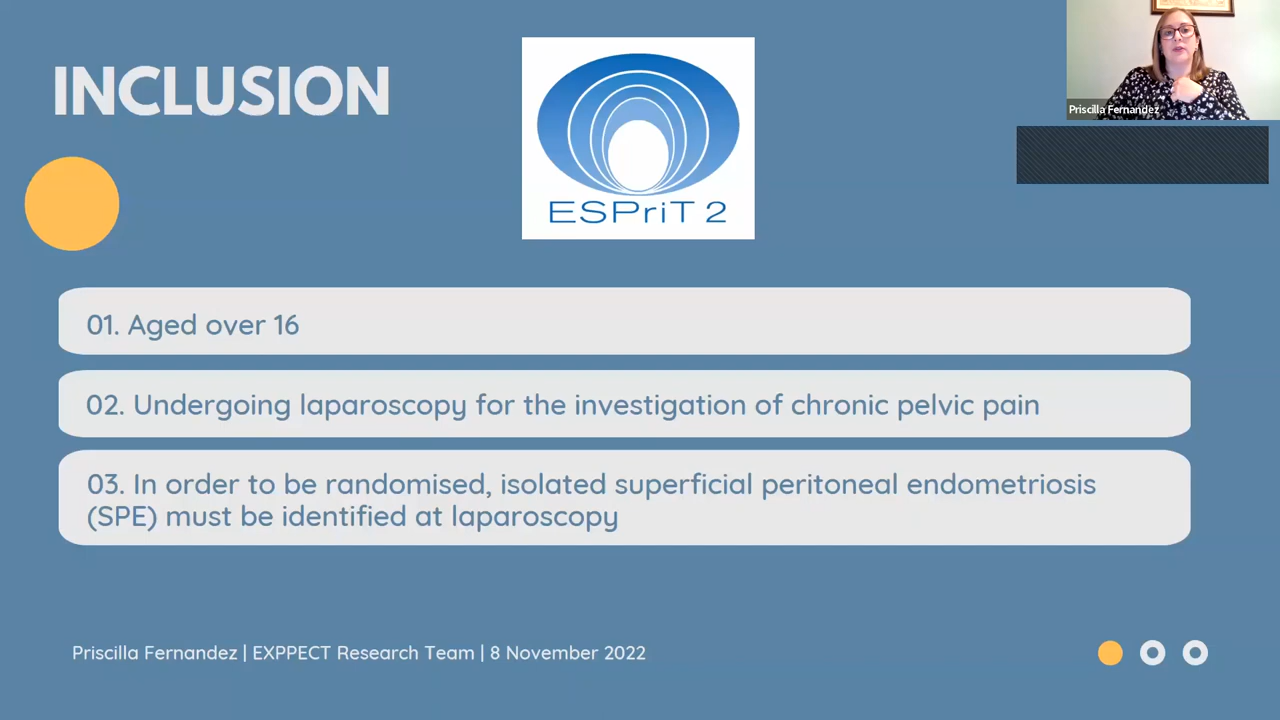 INCLUSION
ESPriT 2
Priscilla Fernandez
01. Aged over 16
02. Undergoing laparoscopy for the investigation of chronic pelvic pain
03. In order to be randomised, isolated superficial peritoneal endometriosis
(SPE) must be identified at laparoscopy
Priscilla Fernandez | EXPPECT Research Team | 8 November 2022